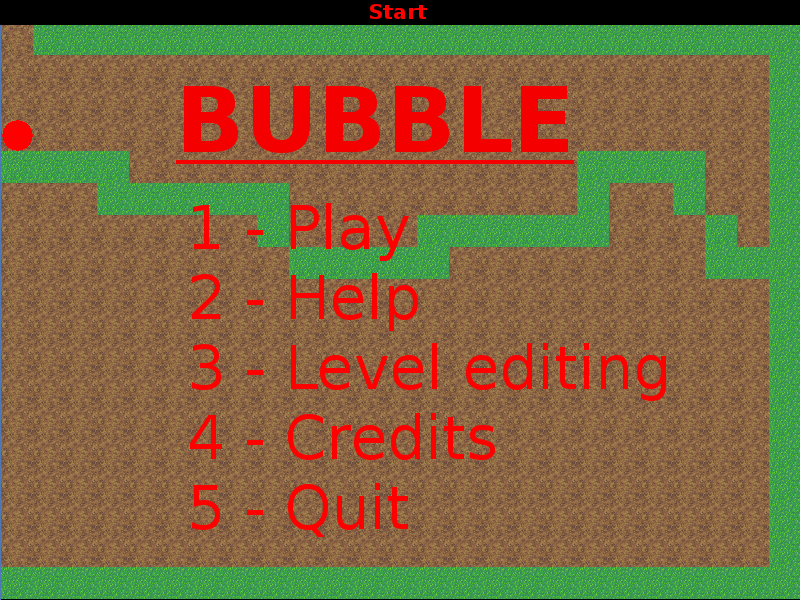 Start
BUBBLE
1 - Play
2 - Help
3 - Level editing
4 - Credits
5 - Quit